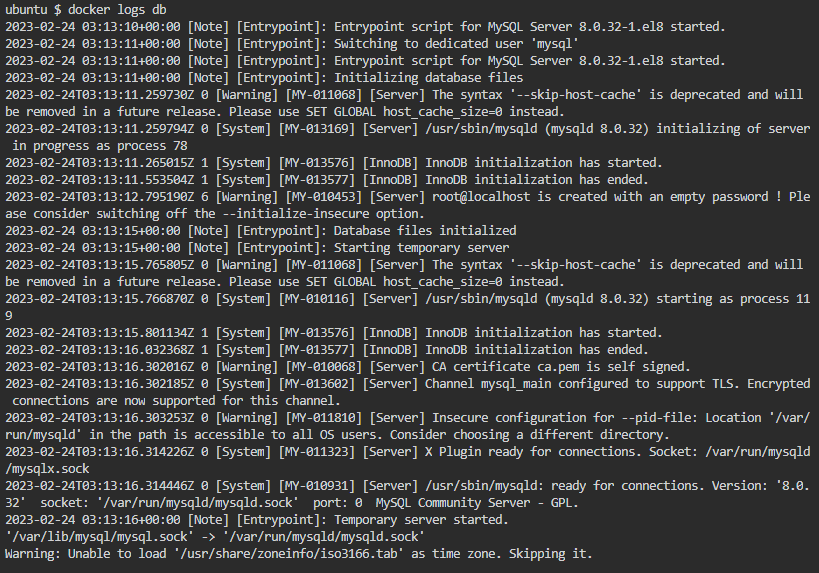 ubuntu $ docker logs db
2023-02-24 03:13:10+00:00 [Note] [Entrypoint]: Entrypoint script for MySQL Server 8.0.32-1.el8 started.
2023-02-24 03:13:11+00:00 [Note] [Entrypoint]: Switching to dedicated user 'mysql'
2023-02-24 03:13:11+00:00 [Note] [Entrypoint]: Entrypoint script for MySQL Server 8.0.32-1.el8 started.
2023-02-24 03:13:11+00:00 [Note] [Entrypoint]: Initializing database files
2023-02-24T03:13:11.259730Z 0 [Warning] [MY-011068] [Server] The syntax '--skip-host-cache' is deprecated and will
be removed in a future release. Please use SET GLOBAL host_cache_size=0 instead.
2023-02-24T03:13:11.259794Z 0 [System] [MY-013169] [Server] /usr/sbin/mysqld (mysqld 8.0.32) initializing of server
 in progress as process 78
2023-02-24T03:13:11.265015Z 1 [System] [MY-013576] [InnoDB] InnoDB initialization has started.
2023-02-24T03:13:11.553504Z 1 [System] [MY-013577] [InnoDB] InnoDB initialization has ended.
2023-02-24T03:13:12.795190Z 6 [Warning] [MY-010453] [Server] root@localhost is created with an empty password ! Ple
ase consider switching off the --initialize-insecure option.
2023-02-24 03:13:15+00:00 [Note] [Entrypoint]: Database files initialized
2023-02-24 03:13:15+00:00 [Note] [Entrypoint]: Starting temporary server
2023-02-24T03:13:15.765805Z 0 [Warning] [MY-011068] [Server] The syntax '--skip-host-cache' is deprecated and will
be removed in a future release. Please use SET GLOBAL host_cache_size=0 instead.
2023-02-24T03:13:15.766870Z 0 [System] [MY-010116] [Server] /usr/sbin/mysqld (mysqld 8.0.32) starting as process 11
9
2023-02-24T03:13:15.801134Z 1 [System] [MY-013576] [InnoDB] InnoDB initialization has started.
2023-02-24T03:13:16.032368Z 1 [System] [MY-013577] [InnoDB] InnoDB initialization has ended.
2023-02-24T03:13:16.302016Z 0 [Warning] [MY-010068] [Server] CA certificate ca.pem is self signed.
2023-02-24T03:13:16.302185Z 0 [System] [MY-013602] [Server] Channel mysql_main configured to support TLS. Encrypted
 connections are now supported for this channel.
2023-02-24T03:13:16.303253Z 0 [Warning] [MY-011810] [Server] Insecure configuration for --pid-file: Location '/var/
run/mysqld' in the path is accessible to all OS users. Consider choosing a different directory.
2023-02-24T03:13:16.314226Z 0 [System] [MY-011323] [Server] X Plugin ready for connections. Socket: /var/run/mysqld
/mysqlx.sock
2023-02-24T03:13:16.314446Z 0 [System] [MY-010931] [Server] /usr/sbin/mysqld: ready for connections. Version: '8.0.
32'  socket: '/var/run/mysqld/mysqld.sock'  port: 0  MySQL Community Server - GPL.
2023-02-24 03:13:16+00:00 [Note] [Entrypoint]: Temporary server started.
'/var/lib/mysql/mysql.sock' -> '/var/run/mysqld/mysqld.sock'
Warning: Unable to load '/usr/share/zoneinfo/iso3166.tab' as time zone. Skipping it.